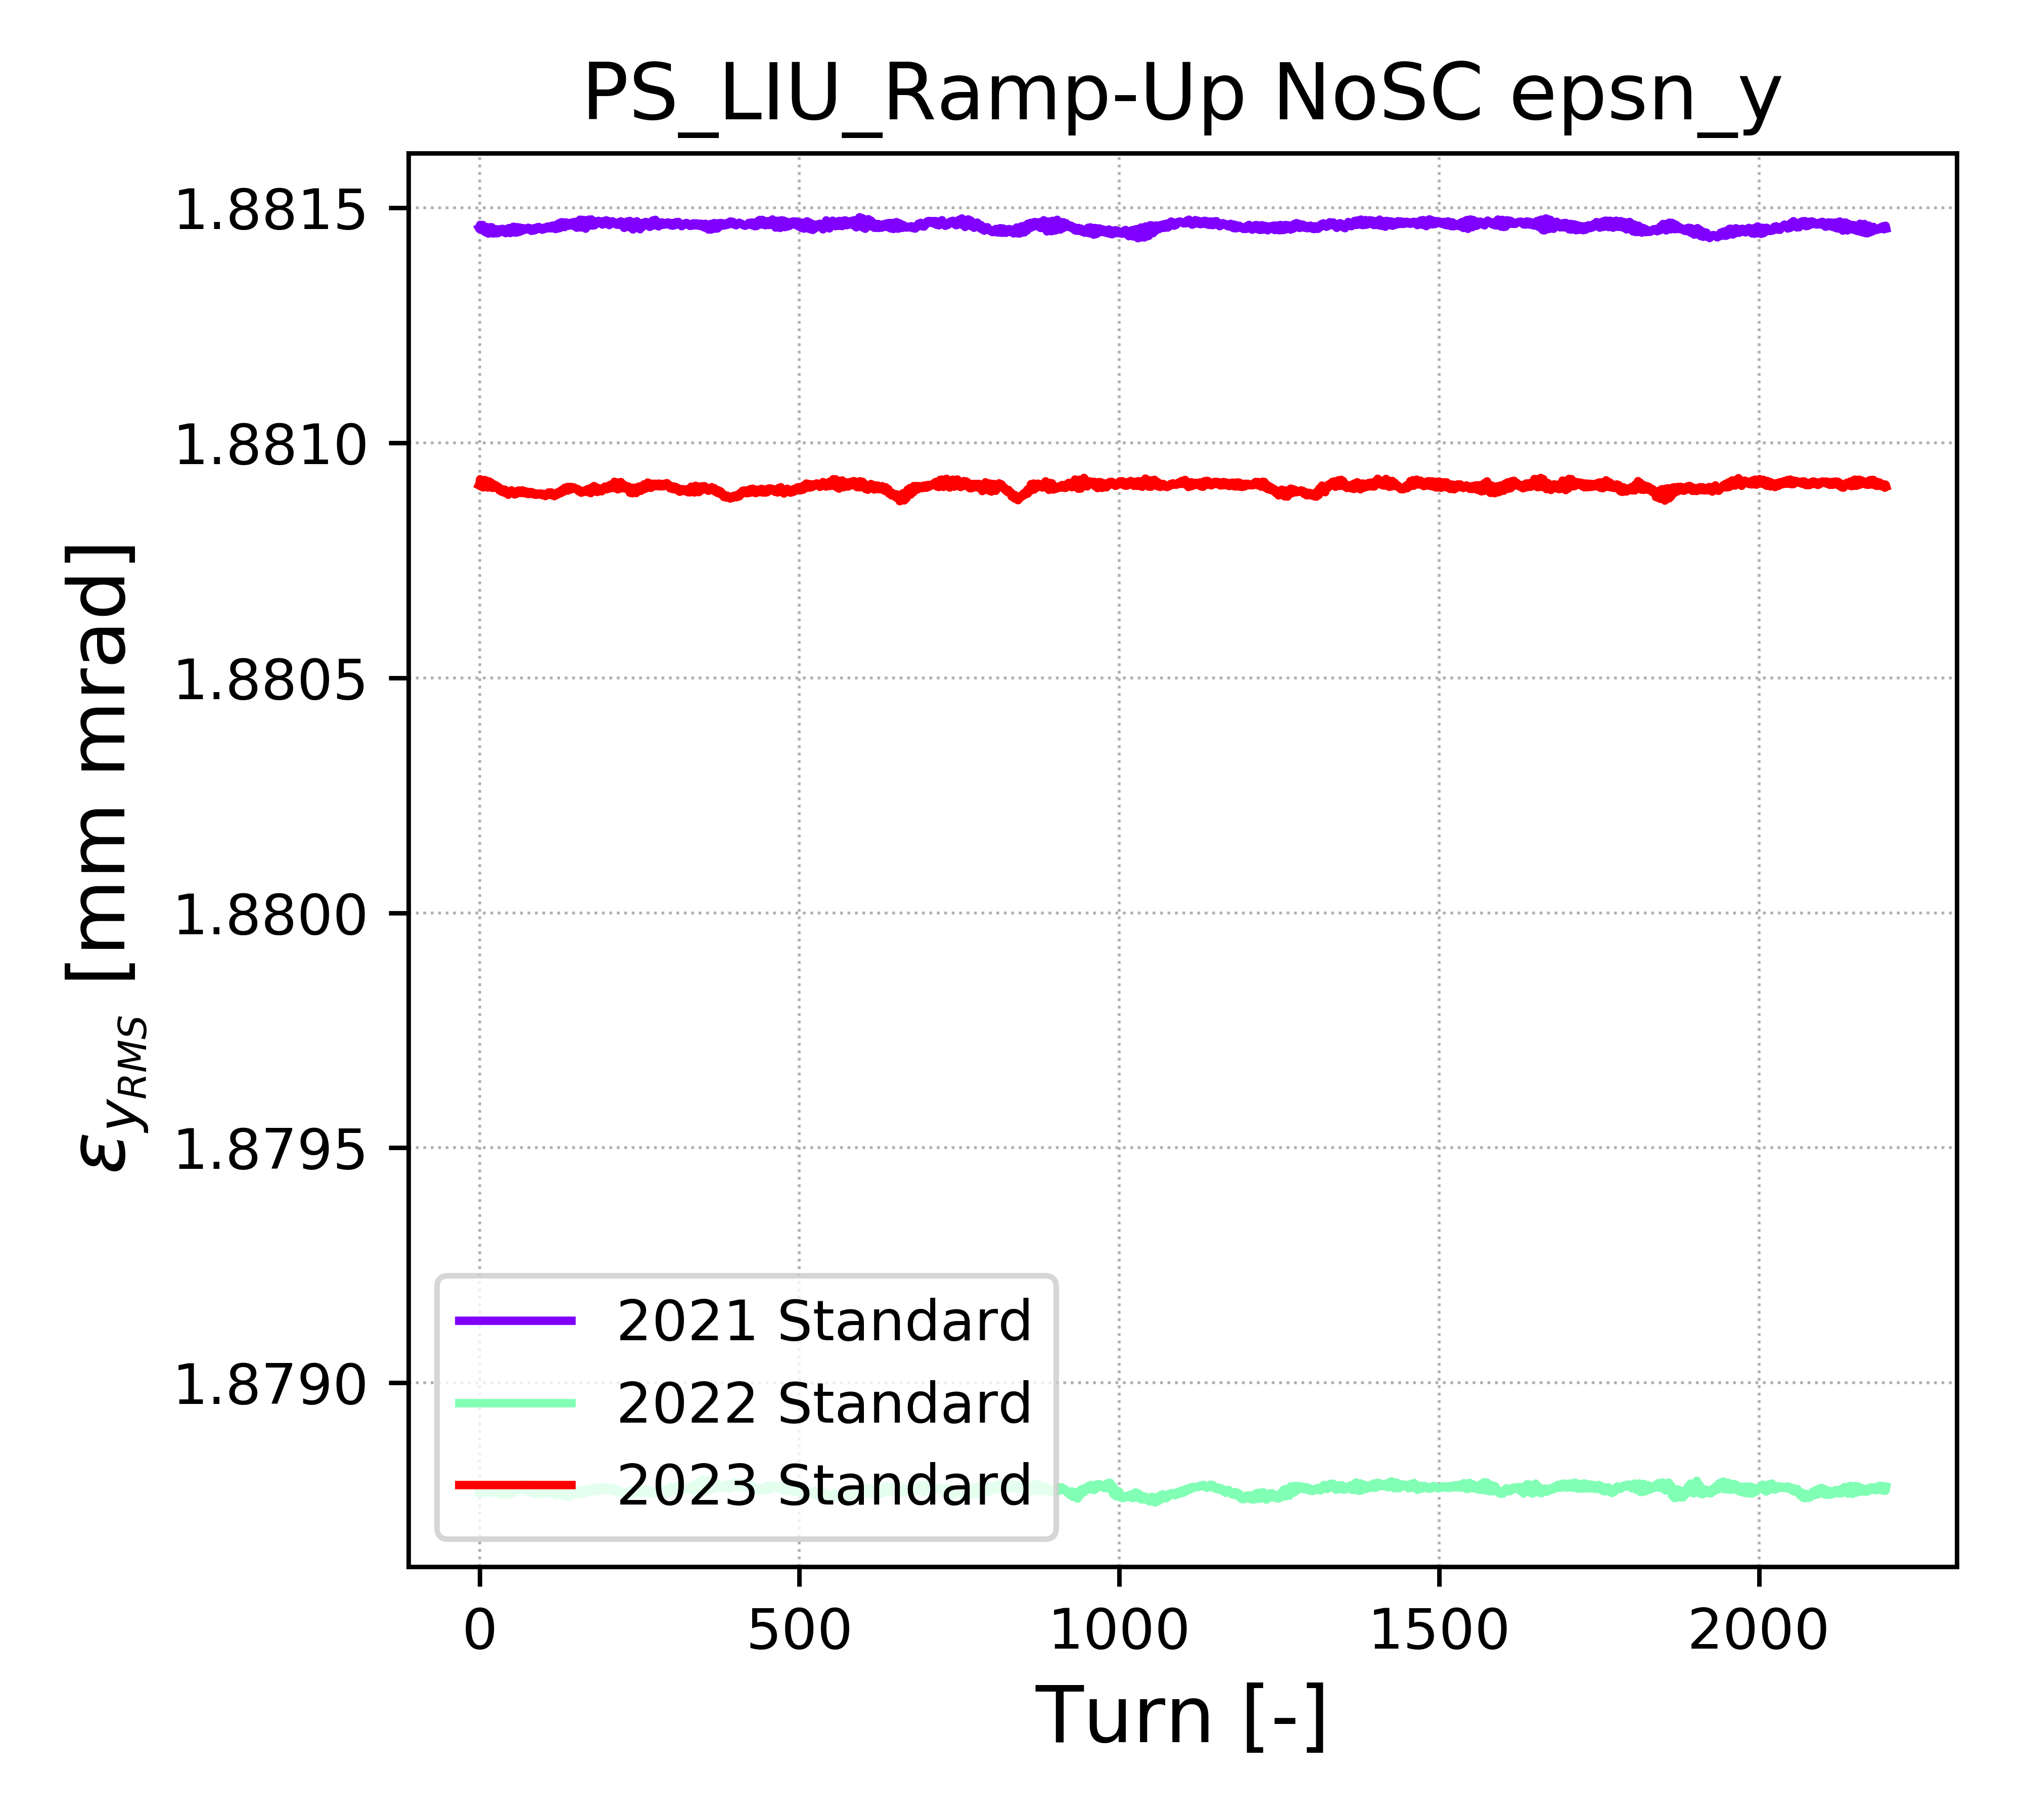 PS_LIU_Ramp-Up NoSC epsn_y
1.8815
1.8810
1.8805
1.8800
1.8795
1.8790
ε_{y_{RMS}} [mm mrad]
2021 Standard
2022 Standard
2023 Standard
0 500 1000 1500 2000
Turn [-]